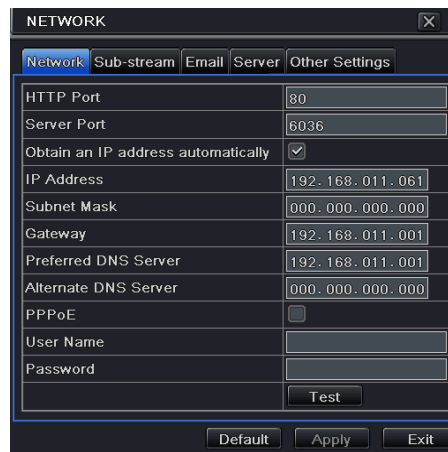 NETWORK
Network Sub-stream Email Server Other Settings
HTTP Port 80
Server Port 6036
Obtain an IP address automatically
IP Address 192.168.011.061
Subnet Mask 000.000.000.000
Gateway 192.168.011.001
Preferred DNS Server 192.168.011.001
Alternate DNS Server 000.000.000.000
PPPoE
User Name
Password
Test
Default Apply Exit